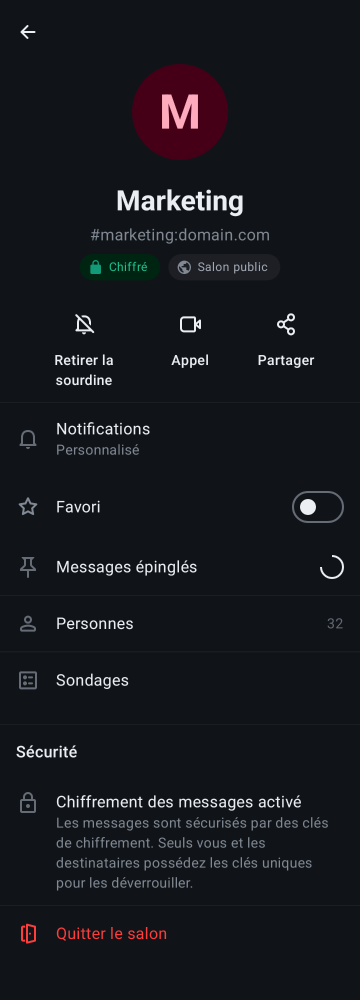 M
Marketing
#marketing:domain.com
Chiffré
Salon public
Retirer la
sourdine
Appel
Partager
Notifications
Personnalisé
Favori
Messages épinglés
Personnes
32
Sondages
Sécurité
Chiffrement des messages activé
Les messages sont sécurisés par des clés
de chiffrement. Seuls vous et les
destinataires possédez les clés uniques
pour les déverrouiller.
Quitter le salon